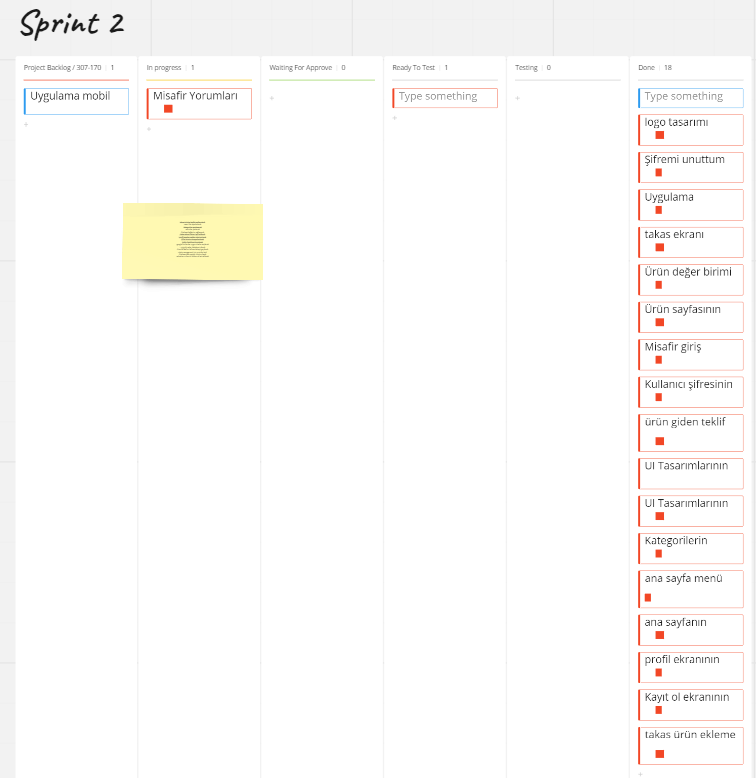 Sprint 2
Project Backlog / 307-170 | 1
In progress | 1
Waiting For Approve | 0
Ready To Test | 1
Testing | 0
Done | 18
Uygulama mobil
Misafir Yorumları
Type something
Type something
logo tasarımı
Şifremi unuttum
Uygulama
takas ekranı
Ürün değer birimi
Ürün sayfasının
Misafir giriş
Kullanıcı şifresinin
ürün giden teklif
UI Tasarımlarının
UI Tasarımlarının
Kategorilerin
ana sayfa menü
ana sayfanın
profil ekranının
Kayıt ol ekranının
takas ürün ekleme